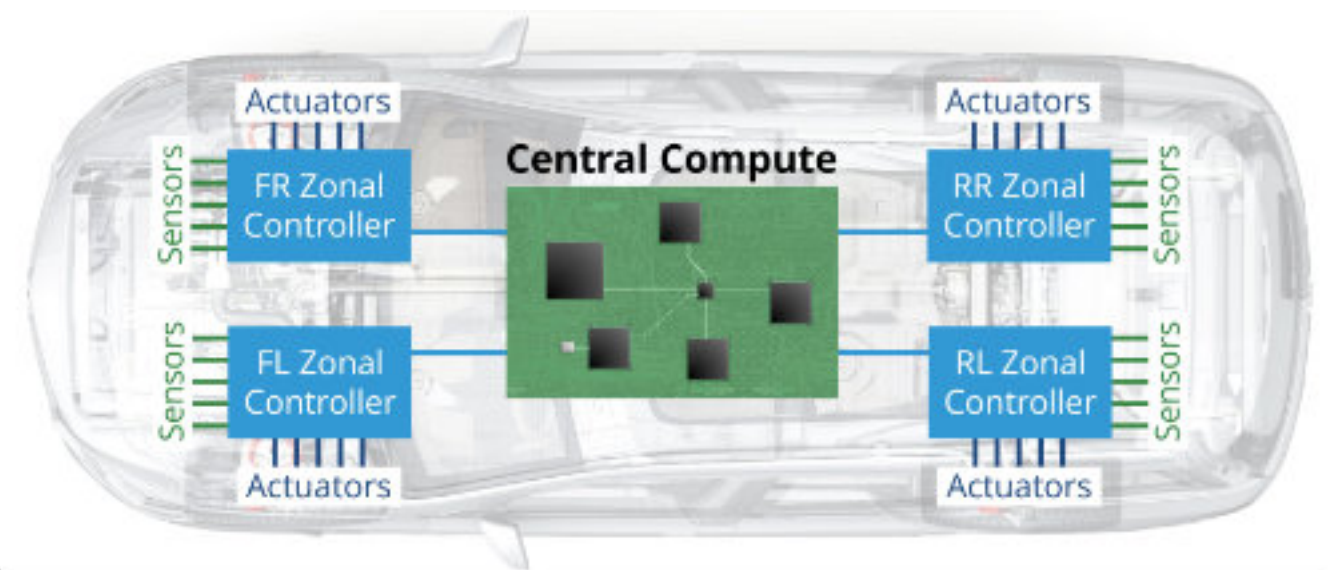 Actuators
Actuators
Central Compute
Sensors
FR Zonal
Controller
RR Zonal
Controller
Sensors
Sensors
FL Zonal
Controller
RL Zonal
Controller
Sensors
Actuators
Actuators